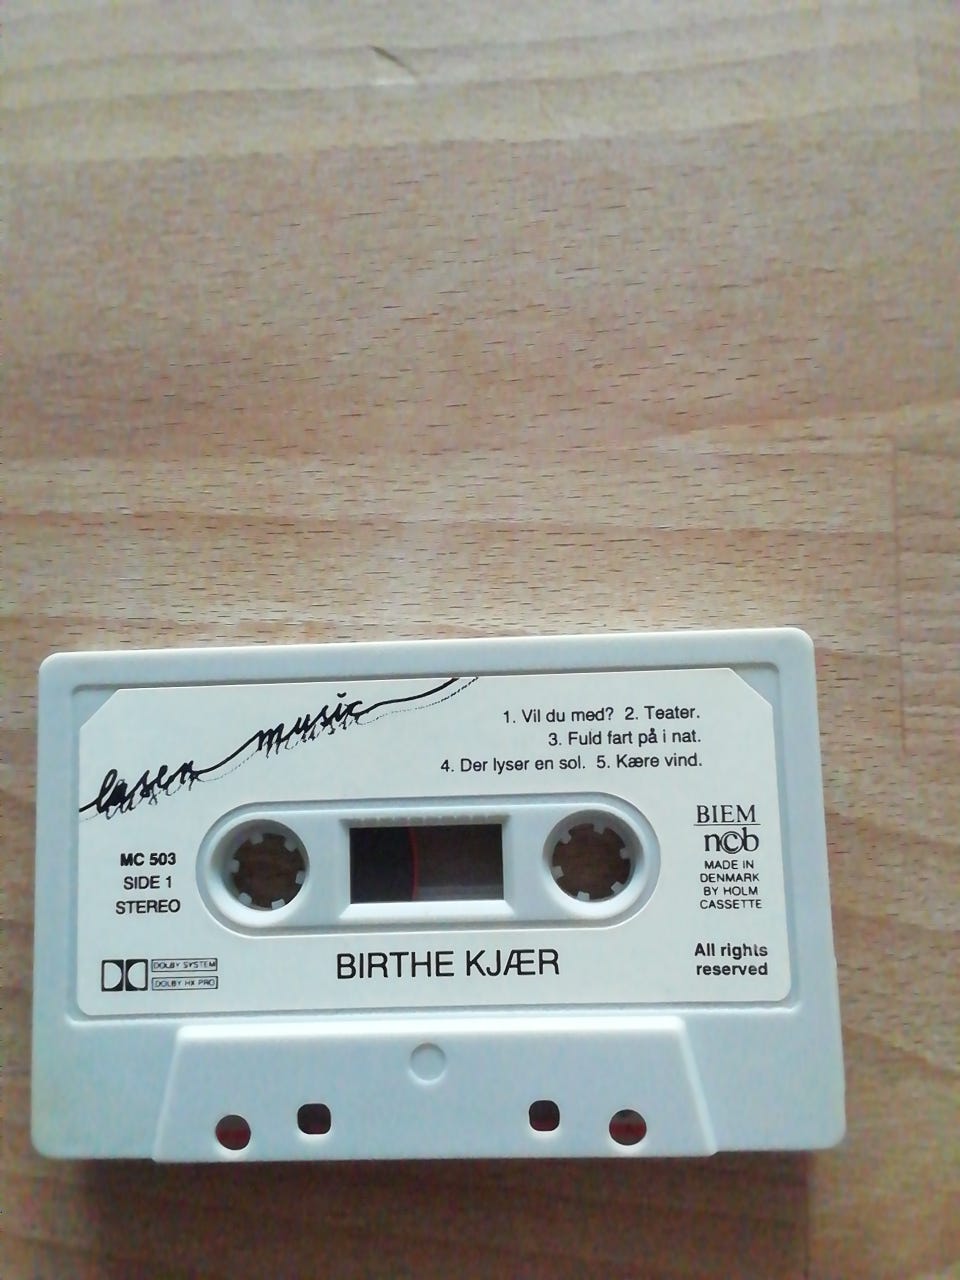 lasen music
1. Vil du med? 2. Teater.
3. Fuld fart på i nat.
4. Der lyser en sol. 5. Kære vind.
MC 503
SIDE 1
STEREO
BIEM
n©b
MADE IN
DENMARK
BY HOLM
CASSETTE
DOLBY SYSTEM
DOLBY HX PRO
BIRTHE KJÆR
All rights
reserved